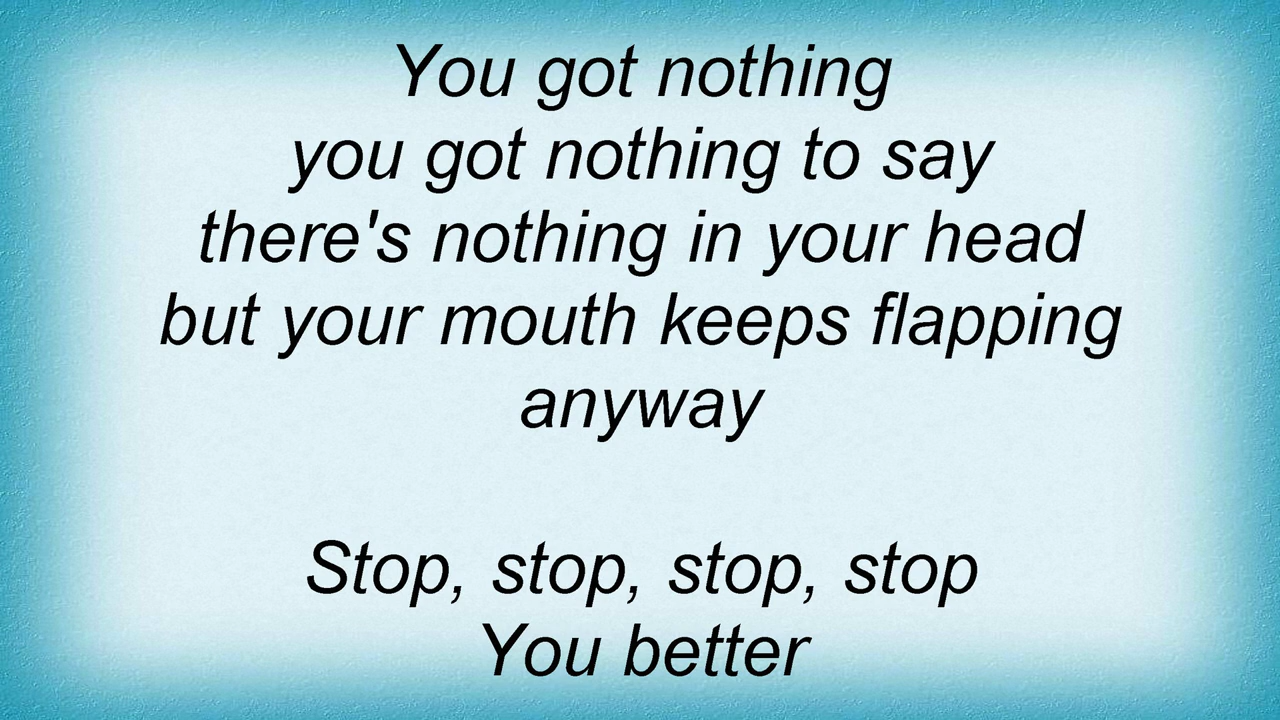 You got nothing
you got nothing to say
there's nothing in your head
but your mouth keeps flapping
anyway
Stop, stop, stop, stop
You better